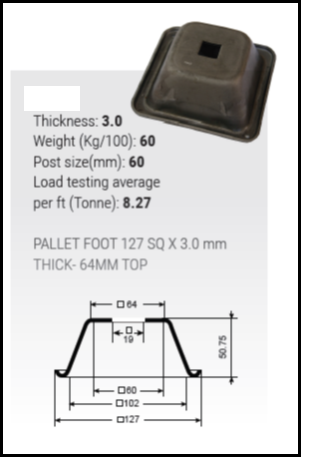 Thickness: 3.0
Weight (Kg/100): 60
Post size(mm): 60
Load testing average
per ft (Tonne): 8.27
PALLET FOOT 127 SQ X 3.0 mm
THICK- 64MM TOP
□ 64
□
19
50.75
□60
□102
□127